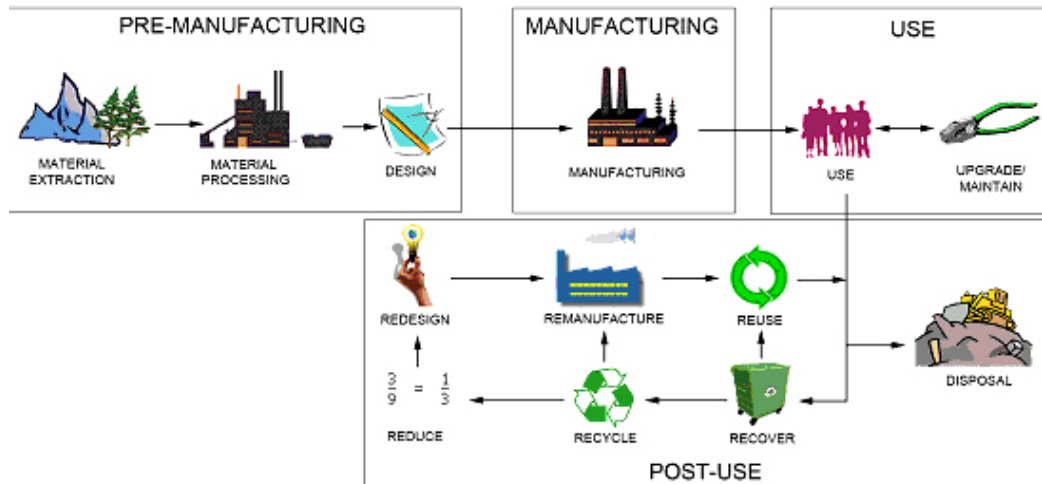 PRE-MANUFACTURING
MANUFACTURING
USE
MATERIAL
EXTRACTION
MATERIAL
PROCESSING
DESIGN
MANUFACTURING
USE
UPGRADE/
MAINTAIN
REDESIGN
REMANUFACTURE
REUSE
DISPOSAL
3/9 = 1/3
REDUCE
RECYCLE
RECOVER
POST-USE